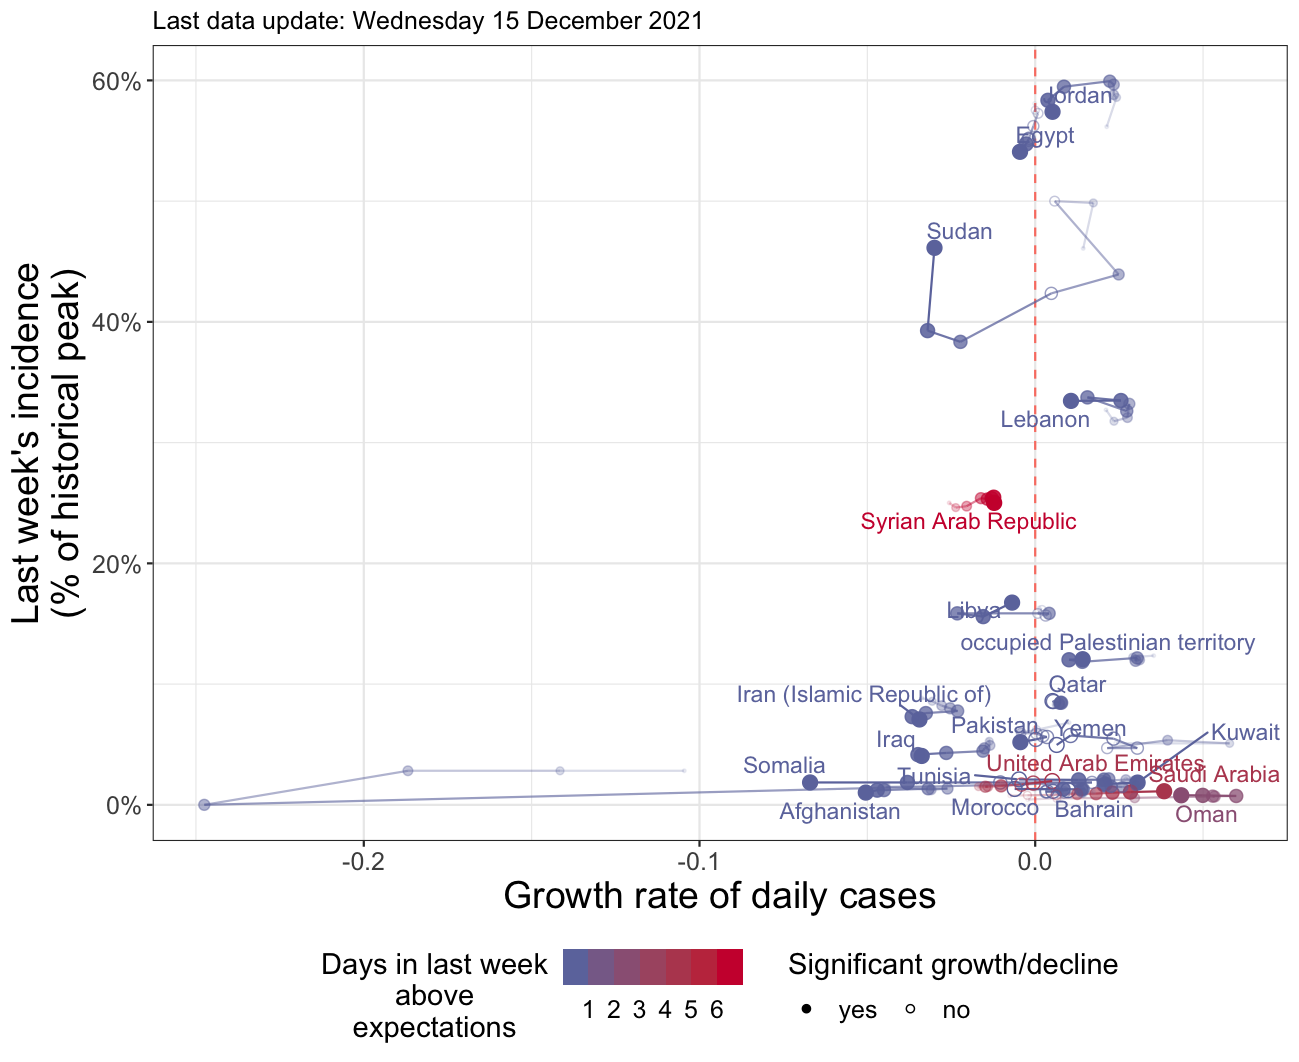 Last data update: Wednesday 15 December 2021
Last week's incidence
(% of historical peak)
60%
40%
20%
0%
Jordan
Egypt
Sudan
Lebanon
Syrian Arab Republic
Libya
occupied Palestinian territory
Qatar
Iran (Islamic Republic of)
Pakistan
Yemen
Kuwait
Iraq
United Arab Emirates
Somalia
Tunisia
Saudi Arabia
Afghanistan
Morocco
Bahrain
Oman
-0.2
-0.1
0.0
Growth rate of daily cases
Days in last week
above
expectations
1 2 3 4 5 6
Significant growth/decline
yes
no